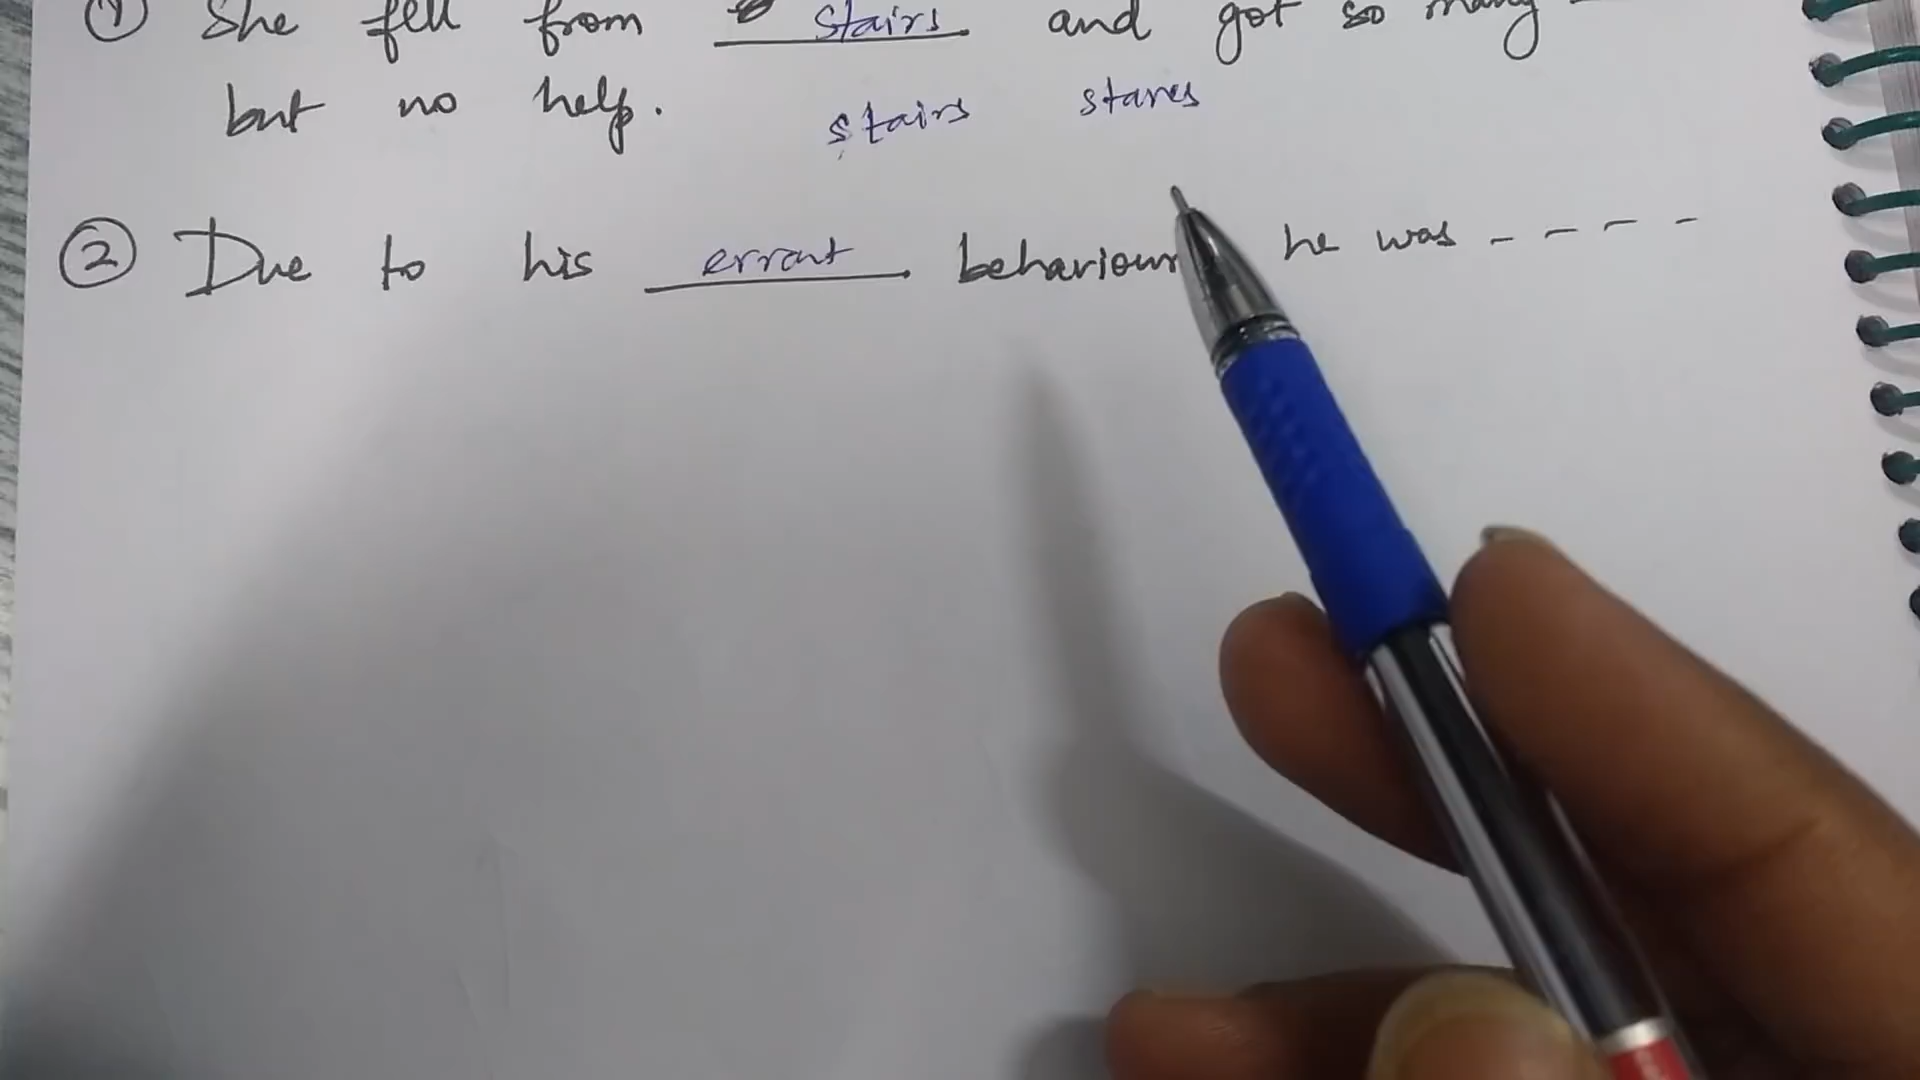 ① She fell from stairs and got so many
but no help. stairs stares
② Due to his errant behaviour he was - - - -